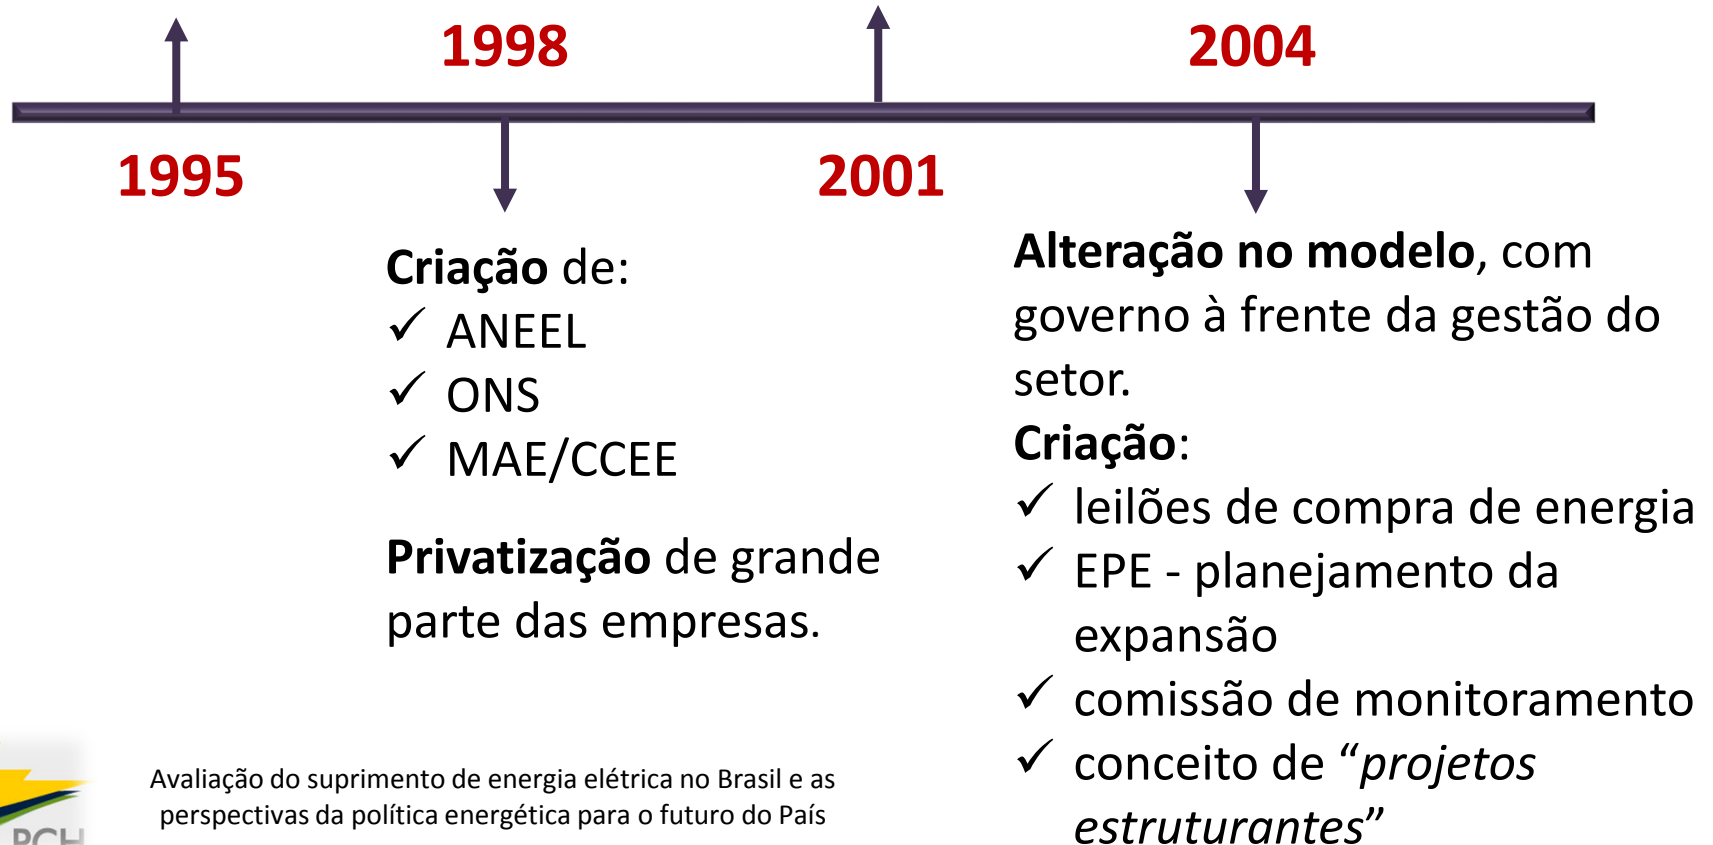 1998
2004
1995
2001
Criação de:
✓ ANEEL
✓ ONS
✓ MAE/CCEE
Privatização de grande
parte das empresas.
Alteração no modelo, com
governo à frente da gestão do
setor.
Criação:
✓ leilões de compra de energia
✓ EPE - planejamento da
expansão
✓ comissão de monitoramento
✓ conceito de “projetos
estruturantes”
Avaliação do suprimento de energia elétrica no Brasil e as
perspectivas da política energética para o futuro do País
PCH